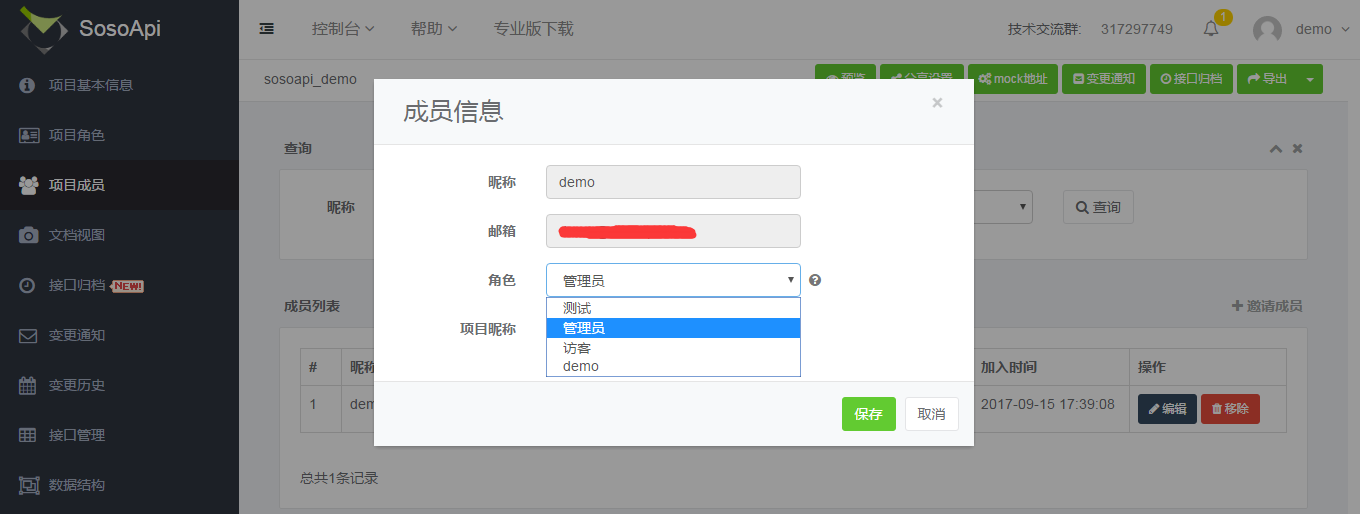 SosoApi
控制台
帮助
专业版下载
技术交流群: 317297749
1
demo
项目基本信息
项目角色
项目成员
文档视图
接口归档 NEW!
变更通知
变更历史
接口管理
数据结构
sosoapi_demo
预览
分享设置
mock地址
变更通知
接口归档
导出
查询
昵称
查询
成员列表
邀请成员
# 昵称 加入时间 操作
1 dem 2017-09-15 17:39:08 编辑 移除
总共1条记录
成员信息
×
昵称 demo
邮箱
角色 管理员
测试
管理员
访客
demo
项目昵称
保存 取消